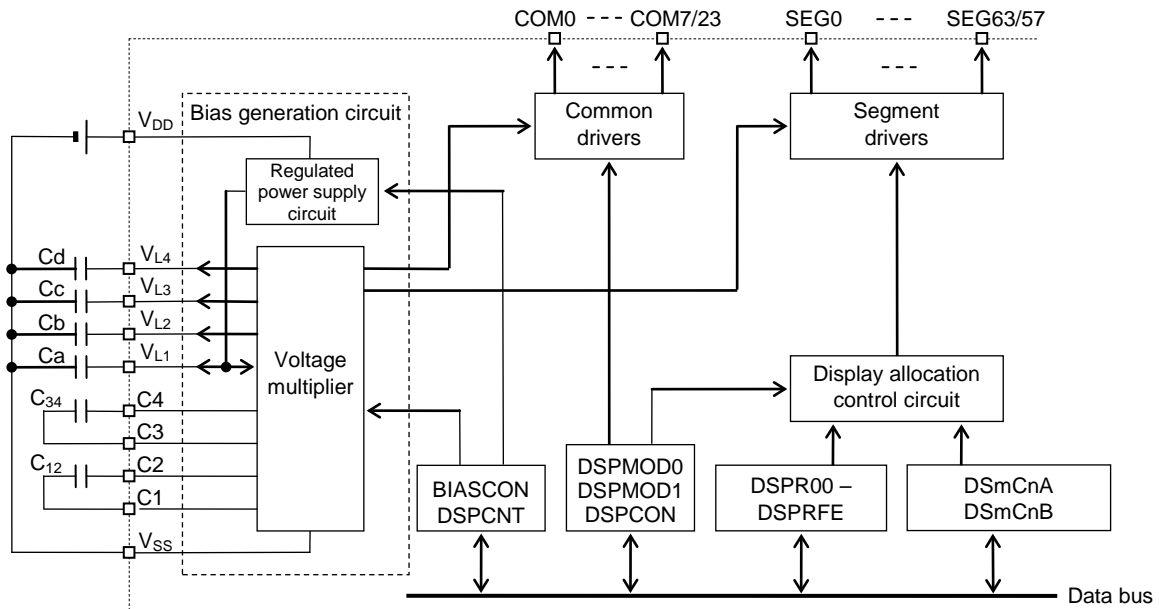 COM0 --- COM7/23 SEG0 --- SEG63/57
Bias generation circuit
VDD
Regulated
power supply
circuit
Common
drivers
Segment
drivers
Cd VL4
Cc VL3
Cb VL2
Ca VL1
C34 C4
C3
C12 C2
C1
VSS
Voltage
multiplier
Display allocation
control circuit
BIASCON
DSPCNT
DSPMOD0
DSPMOD1
DSPCON
DSPR00 –
DSPRFE
DSmCnA
DSmCnB
Data bus